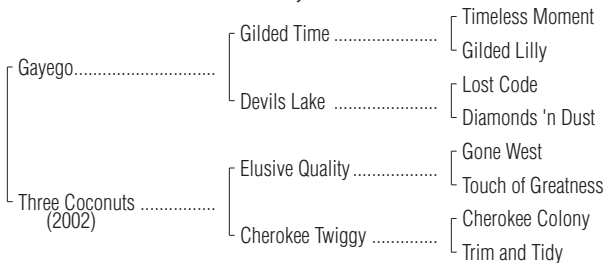 Timeless Moment
Gilded Time
Gilded Lilly
Gayego
Lost Code
Devils Lake
Diamonds 'n Dust
Gone West
Elusive Quality
Touch of Greatness
Three Coconuts
(2002)
Cherokee Colony
Cherokee Twiggy
Trim and Tidy